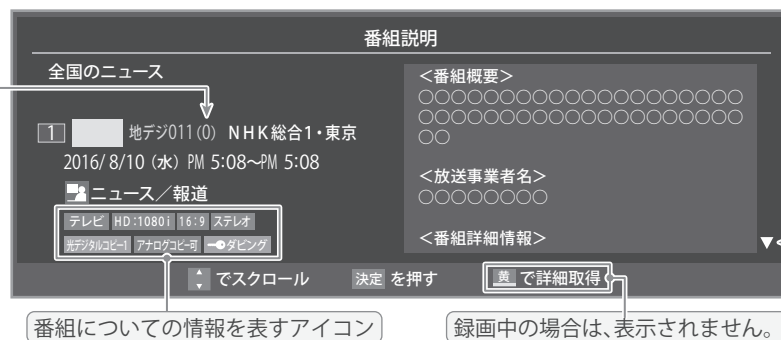 番組説明
全国のニュース
1 地デジ011(0) NHK総合1・東京
2016/ 8/10 (水) PM 5:08~PM 5:08
ニュース/報道
テレビ HD:1080i 16:9 ステレオ
光デジタルコピー1 アナログコピー可 ダビング
<番組概要>
○○○○○○○○○○○○○○○○○○○○
○○○○○○○○○○○○○○○○○○○○
○○
<放送事業者名>
○○○○○○○○
<番組詳細情報>
でスクロール 決定 を押す 黄 で詳細取得
番組についての情報を表すアイコン
録画中の場合は、表示されません。